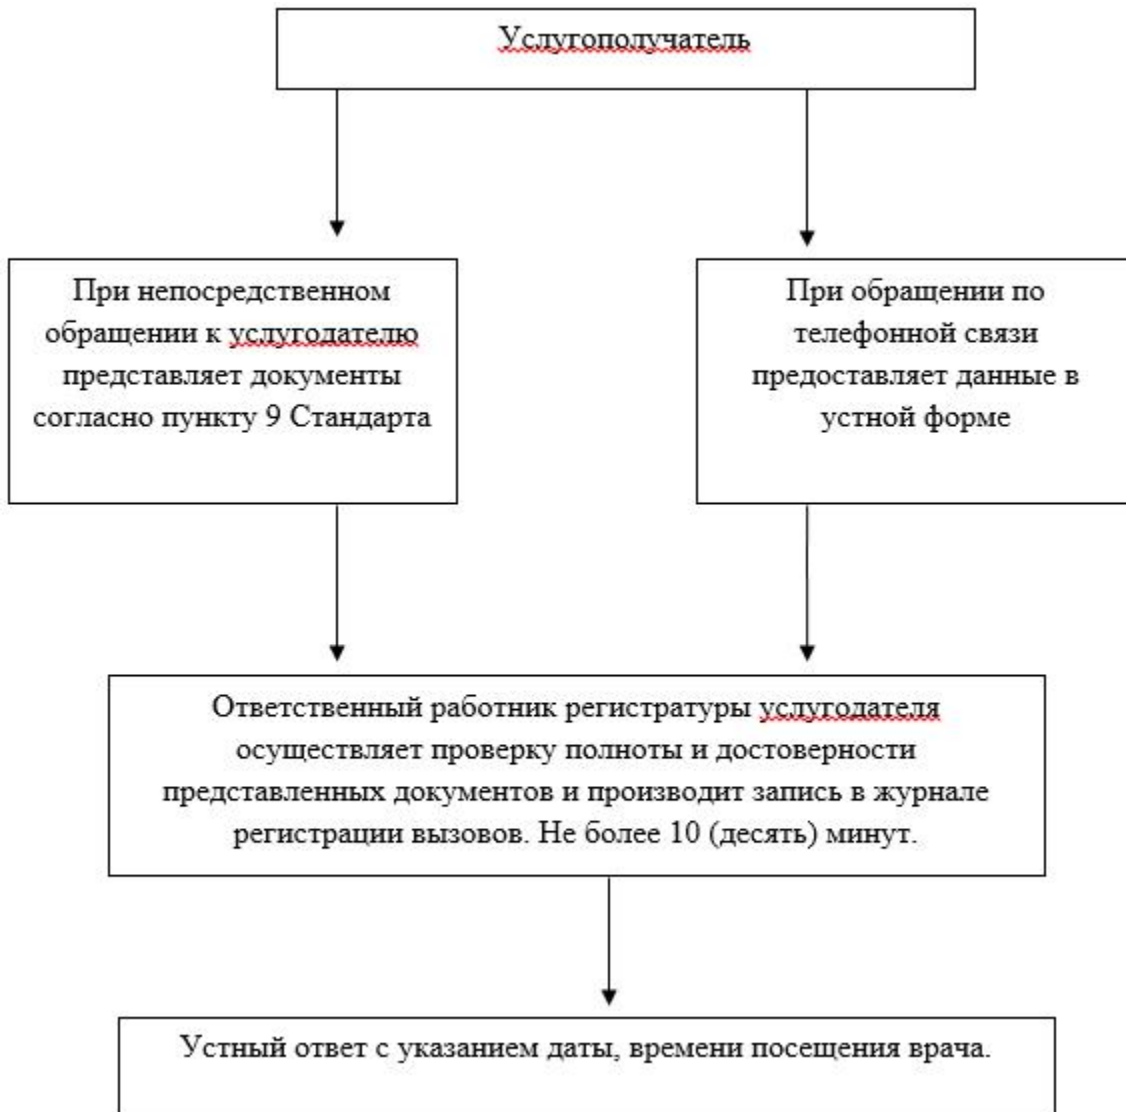 Услугополучатель
При непосредственном
обращении к услугодателю
представляет документы
согласно пункту 9 Стандарта
При обращении по
телефонной связи
предоставляет данные в
устной форме
Ответственный работник регистратуры услугодателя
осуществляет проверку полноты и достоверности
представленных документов и производит запись в журнале
регистрации вызовов. Не более 10 (десять) минут.
Устный ответ с указанием даты, времени посещения врача.